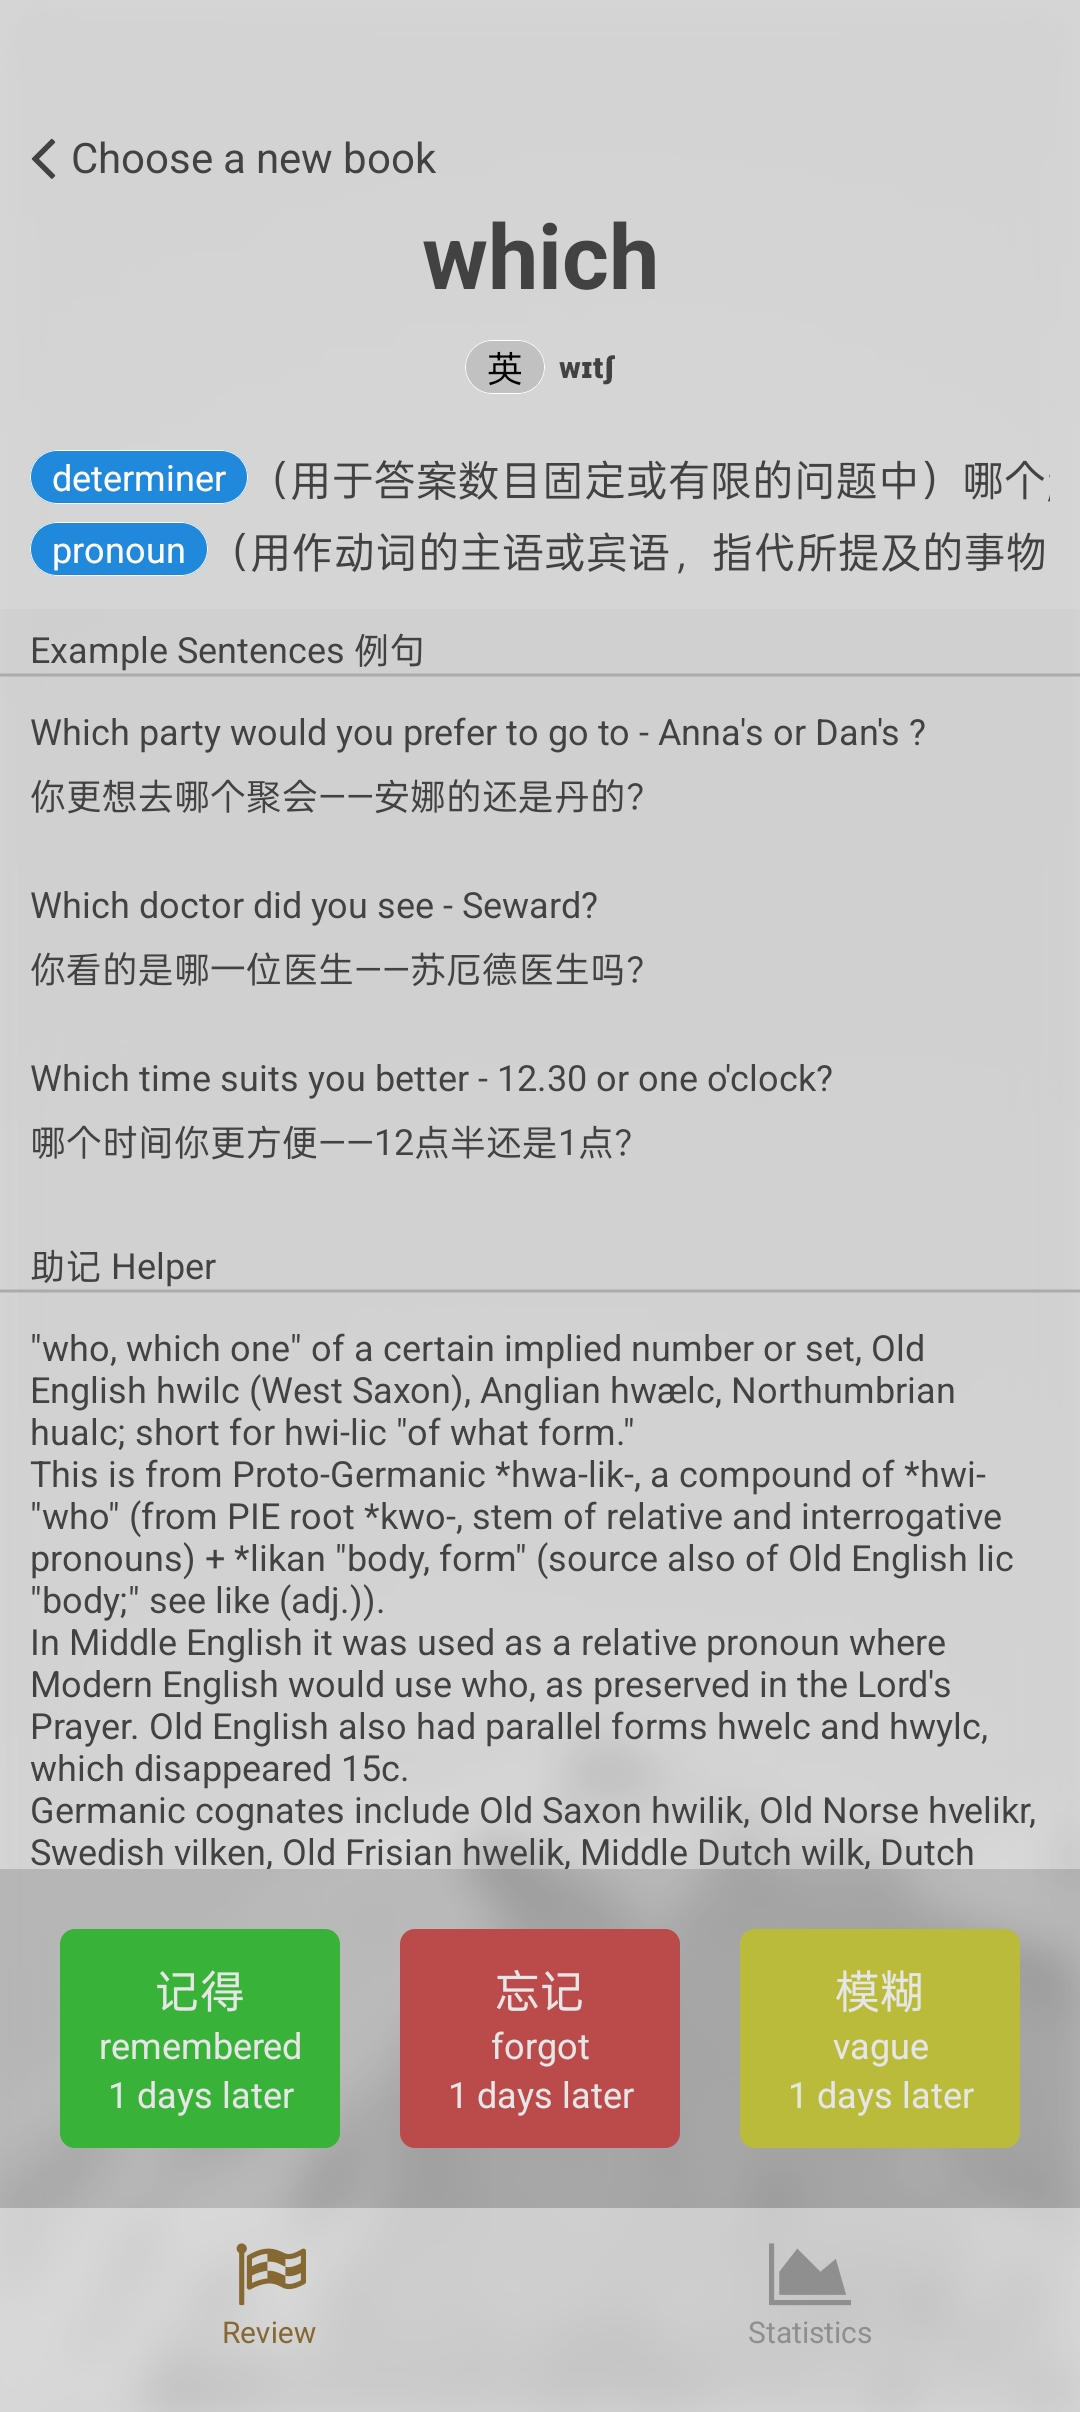 Choose a new book
which
英 wɪtʃ
determiner （用于答案数目固定或有限的问题中）哪个
pronoun （用作动词的主语或宾语，指代所提及的事物
Example Sentences 例句
Which party would you prefer to go to - Anna's or Dan's ?
你更想去哪个聚会——安娜的还是丹的？
Which doctor did you see - Seward?
你看的是哪一位医生——苏厄德医生吗？
Which time suits you better - 12.30 or one o'clock?
哪个时间你更方便——12点半还是1点？
助记 Helper
"who, which one" of a certain implied number or set, Old
English hwilc (West Saxon), Anglian hwælc, Northumbrian
hualc; short for hwi-lic "of what form."
This is from Proto-Germanic *hwa-lik-, a compound of *hwi-
"who" (from PIE root *kwo-, stem of relative and interrogative
pronouns) + *likan "body, form" (source also of Old English lic
"body;" see like (adj.)).
In Middle English it was used as a relative pronoun where
Modern English would use who, as preserved in the Lord's
Prayer. Old English also had parallel forms hwelc and hwylc,
which disappeared 15c.
Germanic cognates include Old Saxon hwilik, Old Norse hvelikr,
Swedish vilken, Old Frisian hwelik, Middle Dutch wilk, Dutch
记得 忘记 模糊
remembered forgot vague
1 days later 1 days later 1 days later
Review Statistics